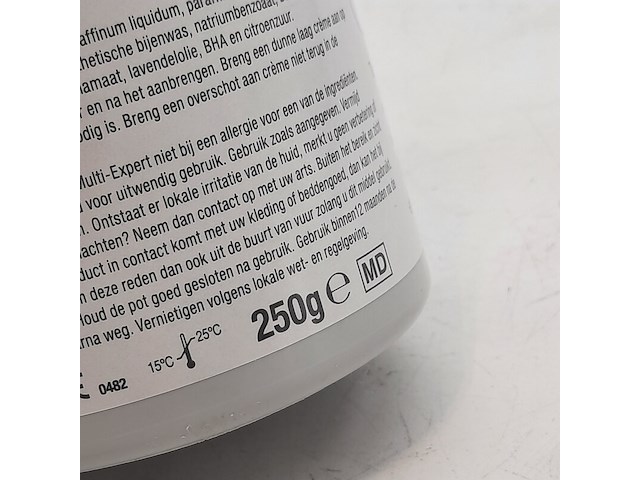 affinum liquidum, para
thetische bijenwas, natriumbenzoaat,
amaat, lavendelolie, BHA en citroenzuur.
r en na het aanbrengen. Breng een dunne laag crème aan op
dig is. Breng een overschot aan crème niet terug in de
Multi-Expert niet bij een allergie voor een van de ingrediënten.
d voor uitwendig gebruik. Gebruik zoals aangegeven. Vermijd
n. Ontstaat er lokale irritatie van de huid, merkt u geen verbetering of
achten? Neem dan contact op met uw arts. Buiten het bereik en zicht
duct in contact komt met uw kleding of beddengoed, dan kan het bij
n deze reden dan ook uit de buurt van vuur zolang u dit middel gebruikt.
oud de pot goed gesloten na gebruik. Gebruik binnen12 maanden na de
arna weg. Vernietigen volgens lokale wet- en regelgeving.
15ºC 25ºC 250g e MD
0482